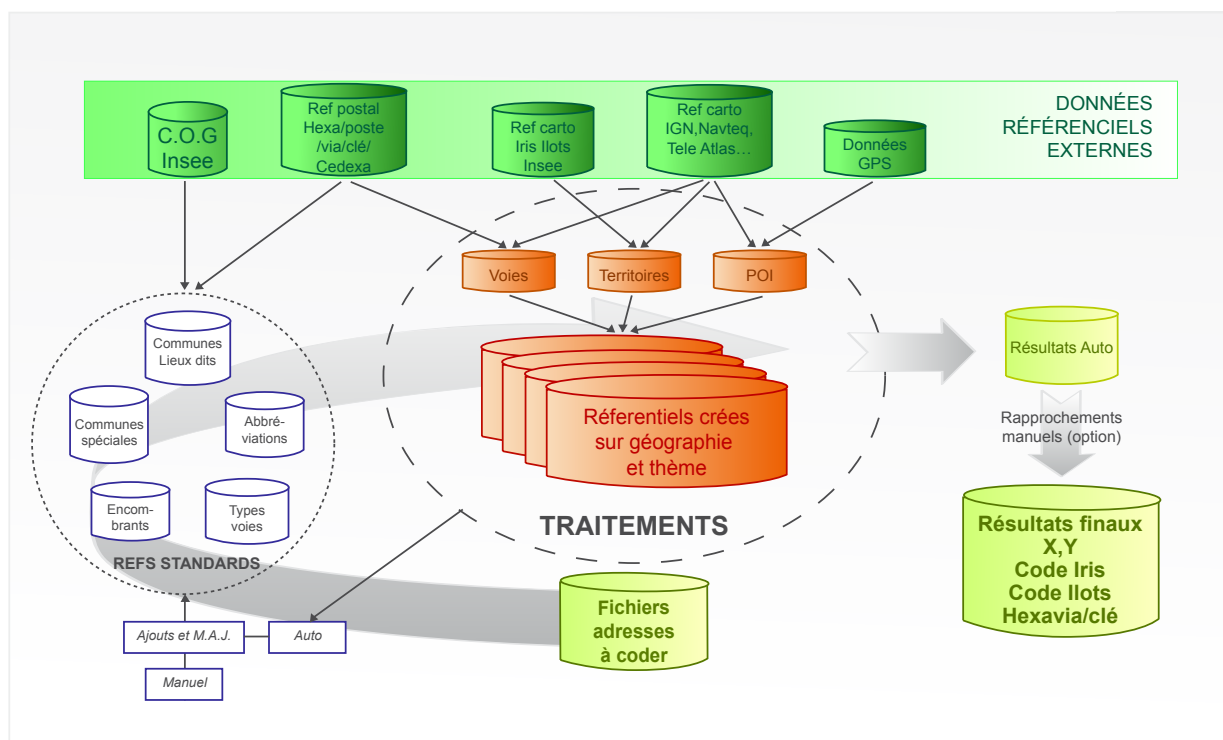 DONNÉES
RÉFÉRENCIELS
EXTERNES
C.O.G
Insee
Ref postal
Hexa/poste
/via/clé/
Cedexa
Ref carto
Iris Ilots
Insee
Ref carto
IGN,Navteq,
Tele Atlas…
Données
GPS
Voies
Territoires
POI
Communes
Lieux dits
Communes
spéciales
Abbré-
viations
Encom-
brants
Types
voies
REFS STANDARDS
Réferentiels crées
sur géographie
et thème
TRAITEMENTS
Résultats Auto
Rapprochements
manuels (option)
Résultats finaux
X,Y
Code Iris
Code Ilots
Hexavia/clé
Fichiers
adresses
à coder
Ajouts et M.A.J.
Auto
Manuel